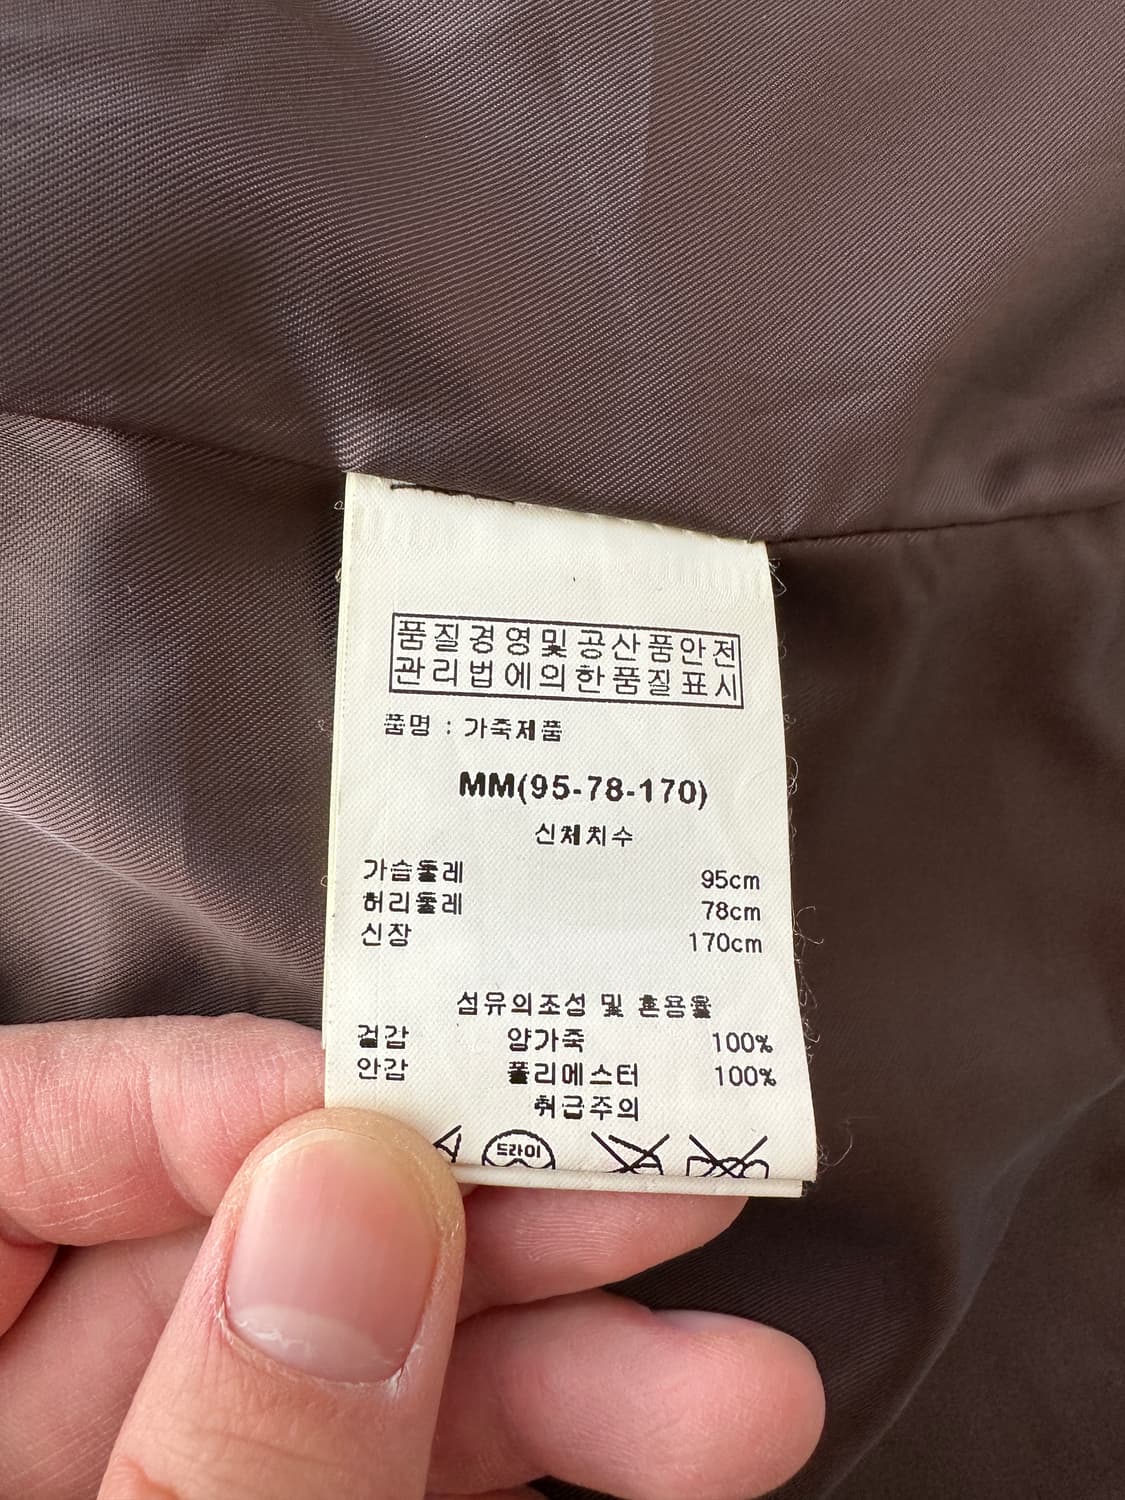 품질경영및공산품안전
관리법에의한품질표시
품명 : 가죽제품
MM(95-78-170)
신체치수
가슴둘레 95cm
허리둘레 78cm
신장 170cm
섬유의조성 및 혼용율
겉감 양가죽 100%
안감 폴리에스터 100%
취급주의
드라이